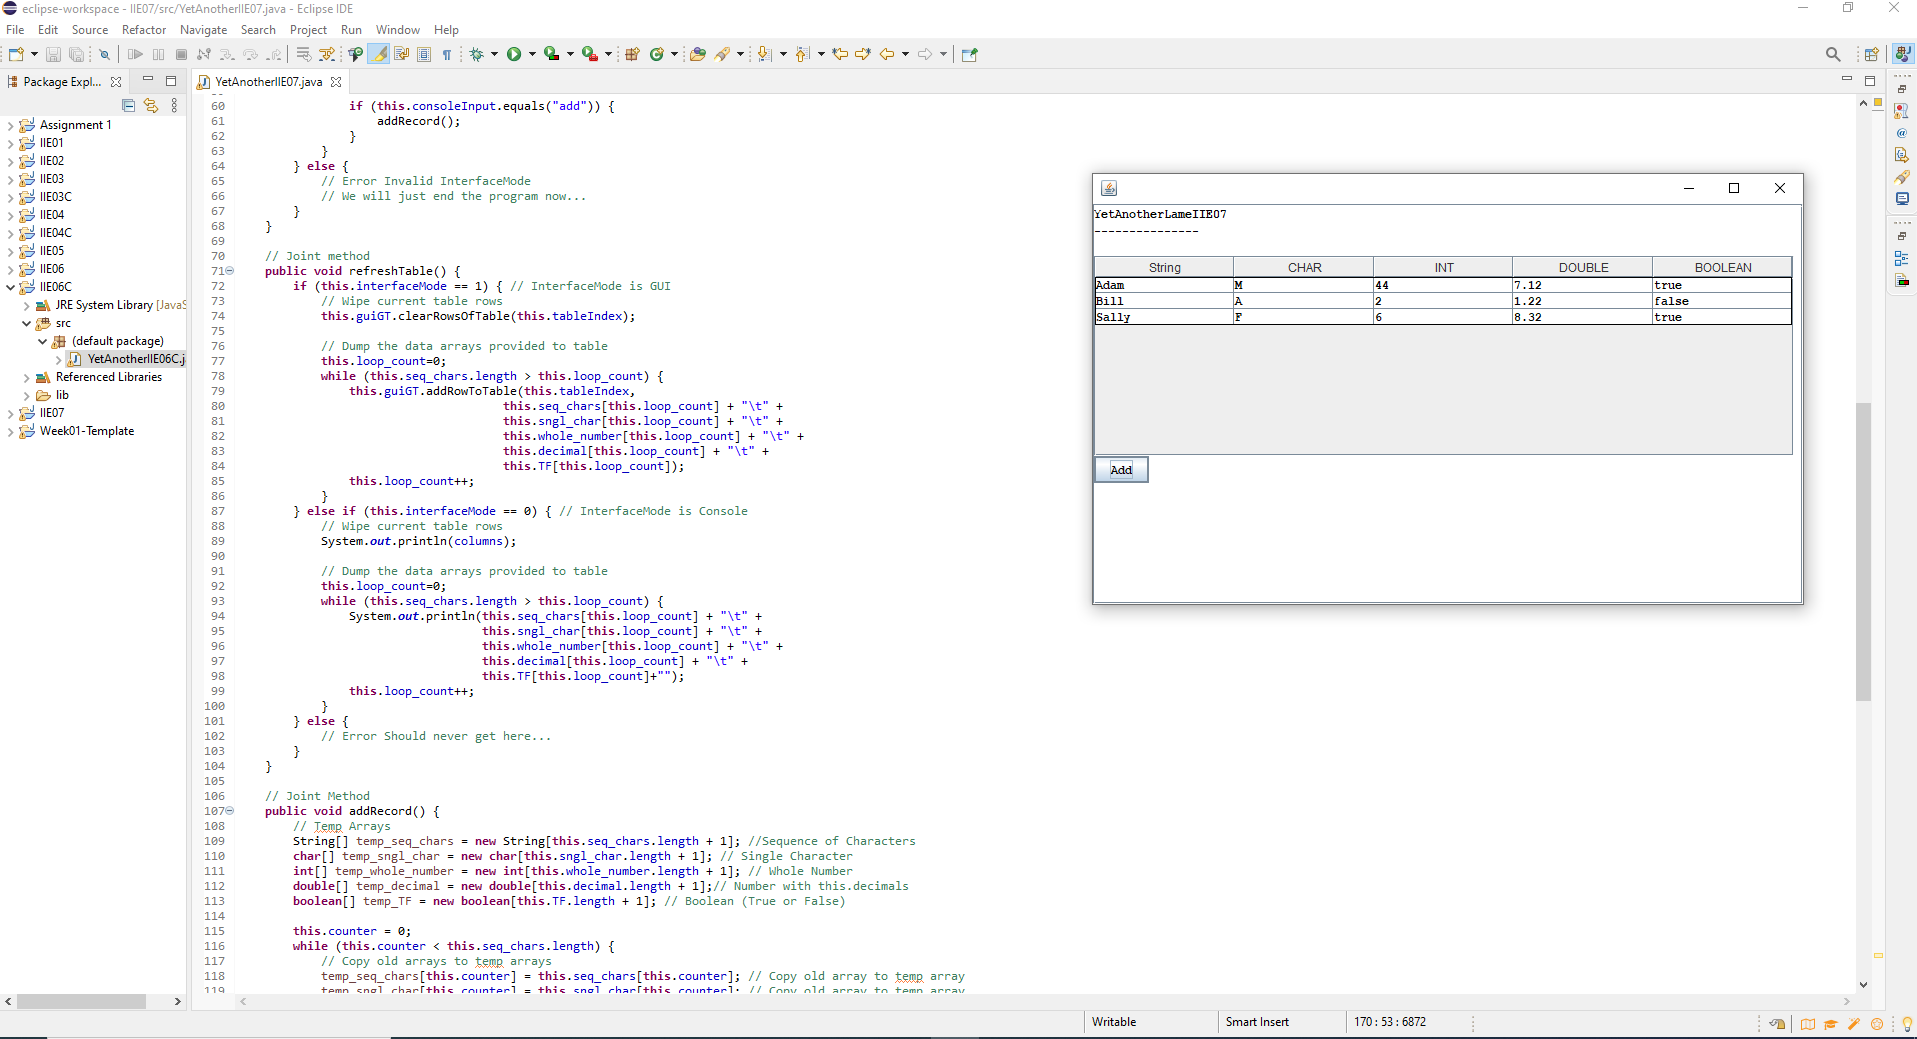 eclipse-workspace - IIE07/src/YetAnotherIIE07.java - Eclipse IDE
File Edit Source Refactor Navigate Search Project Run Window Help
Package Expl...
Assignment 1
IIE01
IIE02
IIE03
IIE03C
IIE04
IIE04C
IIE05
IIE06
IIE06C
JRE System Library [JavaS
src
(default package)
YetAnotherIIE06C.j
Referenced Libraries
lib
IIE07
Week01-Template
YetAnotherIIE07.java
60 if (this.consoleInput.equals("add")) {
61 addRecord();
62 }
63 }
64 } else {
65 // Error Invalid InterfaceMode
66 // We will just end the program now...
67 }
68 }
69
70 // Joint method
71 public void refreshTable() {
72 if (this.interfaceMode == 1) { // InterfaceMode is GUI
73 // Wipe current table rows
74 this.guiGT.clearRowsOfTable(this.tableIndex);
75
76 // Dump the data arrays provided to table
77 this.loop_count=0;
78 while (this.seq_chars.length > this.loop_count) {
79 this.guiGT.addRowToTable(this.tableIndex,
80 this.seq_chars[this.loop_count] + "\t" +
81 this.sngl_char[this.loop_count] + "\t" +
82 this.whole_number[this.loop_count] + "\t" +
83 this.decimal[this.loop_count] + "\t" +
84 this.TF[this.loop_count]);
85 this.loop_count++;
86 }
87 } else if (this.interfaceMode == 0) { // InterfaceMode is Console
88 // Wipe current table rows
89 System.out.println(columns);
90
91 // Dump the data arrays provided to table
92 this.loop_count=0;
93 while (this.seq_chars.length > this.loop_count) {
94 System.out.println(this.seq_chars[this.loop_count] + "\t" +
95 this.sngl_char[this.loop_count] + "\t" +
96 this.whole_number[this.loop_count] + "\t" +
97 this.decimal[this.loop_count] + "\t" +
98 this.TF[this.loop_count]+"");
99 this.loop_count++;
100 }
101 } else {
102 // Error Should never get here...
103 }
104 }
105
106 // Joint Method
107 public void addRecord() {
108 // Temp Arrays
109 String[] temp_seq_chars = new String[this.seq_chars.length + 1]; //Sequence of Characters
110 char[] temp_sngl_char = new char[this.sngl_char.length + 1]; // Single Character
111 int[] temp_whole_number = new int[this.whole_number.length + 1]; // Whole Number
112 double[] temp_decimal = new double[this.decimal.length + 1];// Number with this.decimals
113 boolean[] temp_TF = new boolean[this.TF.length + 1]; // Boolean (True or False)
114
115 this.counter = 0;
116 while (this.counter < this.seq_chars.length) {
117 // Copy old arrays to temp arrays
118 temp_seq_chars[this.counter] = this.seq_chars[this.counter]; // Copy old array to temp array
119 temp_sngl_char[this.counter] = this.sngl_char[this.counter]; // Copy old array to temp array
YetAnotherLameIIE07
---------------
String CHAR INT DOUBLE BOOLEAN
Adam M 44 7.12 true
Bill A 2 1.22 false
Sally F 6 8.32 true
Add
Writable Smart Insert 170 : 53 : 6872